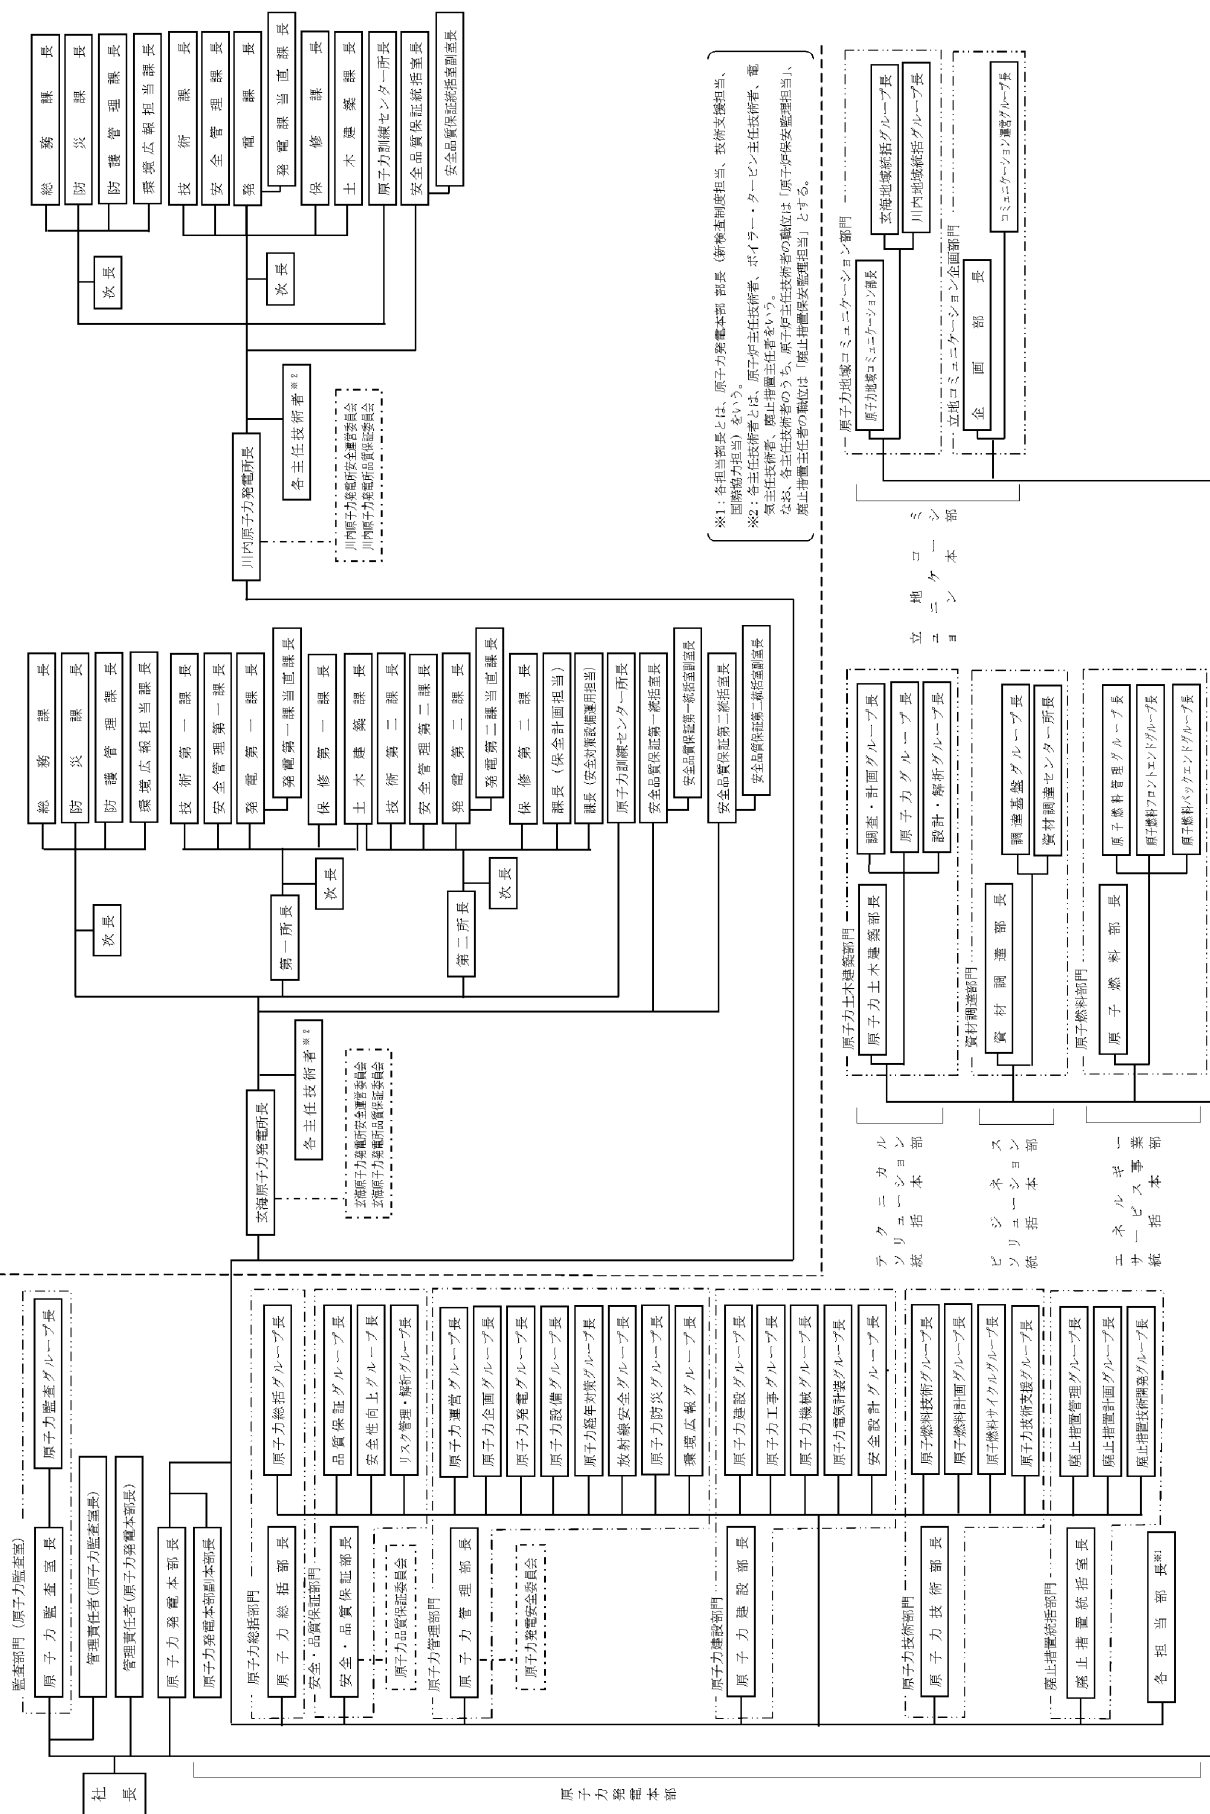 社長
監査部門（原子力監査室）
原子力監査室長
原子力監査グループ長
管理責任者（原子力監査室長）
管理責任者（原子力発電本部長）
原子力発電本部長
原子力発電本部副本部長
原子力発電本部
原子力総括部門
原子力総括部長
原子力総括グループ長
安全・品質保証部門
安全・品質保証部長
原子力品質保証委員会
品質保証グループ長
安全性向上グループ長
リスク管理・解析グループ長
原子力管理部門
原子力管理部長
原子力発電安全委員会
原子力運営グループ長
原子力企画グループ長
原子力発電グループ長
原子力設備グループ長
原子力経年対策グループ長
放射線安全グループ長
原子力防災グループ長
環境広報グループ長
原子力建設部門
原子力建設部長
原子力建設グループ長
原子力工事グループ長
原子力機械グループ長
原子力電気計装グループ長
安全設計グループ長
原子力技術部門
原子力技術部長
原子燃料技術グループ長
原子燃料計画グループ長
原子燃料サイクルグループ長
原子力技術支援グループ長
廃止措置統括部門
廃止措置統括室長
廃止措置管理グループ長
廃止措置計画グループ長
廃止措置技術開発グループ長
各担当部長※1
玄海原子力発電所長
各主任技術者※2
玄海原子力発電所安全運営委員会
玄海原子力発電所品質保証委員会
次長
総務課長
防災課長
防護管理課長
環境広報担当課長
第一所長
次長
技術第一課長
安全管理第一課長
発電第一課長
発電第一課当直課長
保修第一課長
土木建築課長
第二所長
次長
技術第二課長
安全管理第二課長
発電第二課長
発電第二課当直課長
保修第二課長
課長（保全計画担当）
課長（安全対策設備運用担当）
原子力訓練センター所長
安全品質保証第一統括室長
安全品質保証第一統括室副室長
安全品質保証第二統括室長
安全品質保証第二統括室副室長
川内原子力発電所長
各主任技術者※2
川内原子力発電所安全運営委員会
川内原子力発電所品質保証委員会
次長
総務課長
防災課長
防護管理課長
環境広報担当課長
次長
技術課長
安全管理課長
発電課長
発電課当直課長
保修課長
土木建築課長
原子力訓練センター所長
安全品質保証統括室長
安全品質保証統括室副室長
※1：各担当部長とは、原子力発電本部 部長（新検査制度担当、技術支援担当、
国際協力担当）をいう。
※2：各主任技術者とは、原子炉主任技術者、ボイラー・タービン主任技術者、電
気主任技術者、廃止措置主任者をいう。
なお、各主任技術者のうち、原子炉主任技術者の職位は「原子炉保安監理担当」、
廃止措置主任者の職位は「廃止措置保安監理担当」とする。
テクニカル
ソリューション
統括本部
原子力土木建築部門
原子力土木建築部長
調査・計画グループ長
原子力グループ長
設計・解析グループ長
ビジネス
ソリューション
統括本部
資材調達部門
資材調達部長
調達基盤グループ長
資材調達センター所長
エネルギー
サービス事業
統括本部
原子燃料部門
原子燃料部長
原子燃料管理グループ長
原子燃料フロントエンドグループ長
原子燃料バックエンドグループ長
立地コミ
ュニケーシ
ョン本部
原子力地域コミュニケーション部門
原子力地域コミュニケーション部長
玄海地域統括グループ長
川内地域統括グループ長
立地コミュニケーション企画部門
企画部長
コミュニケーション運営グループ長